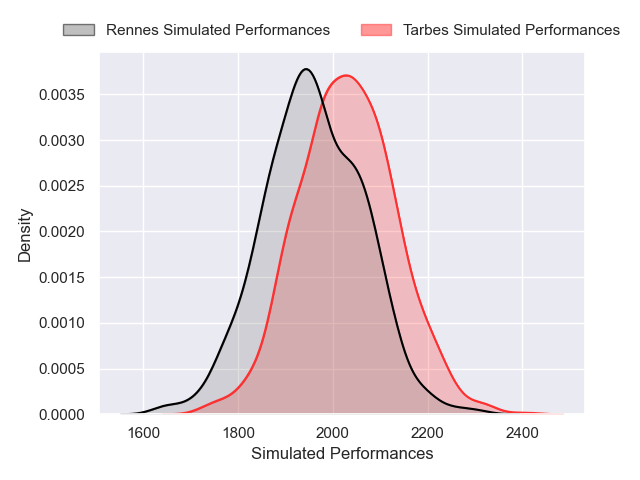 Rennes Simulated Performances Tarbes Simulated Performances
0.0035
0.0030
0.0025
0.0020
0.0015
0.0010
0.0005
0.0000
Density
1600 1800 2000 2200 2400
Simulated Performances